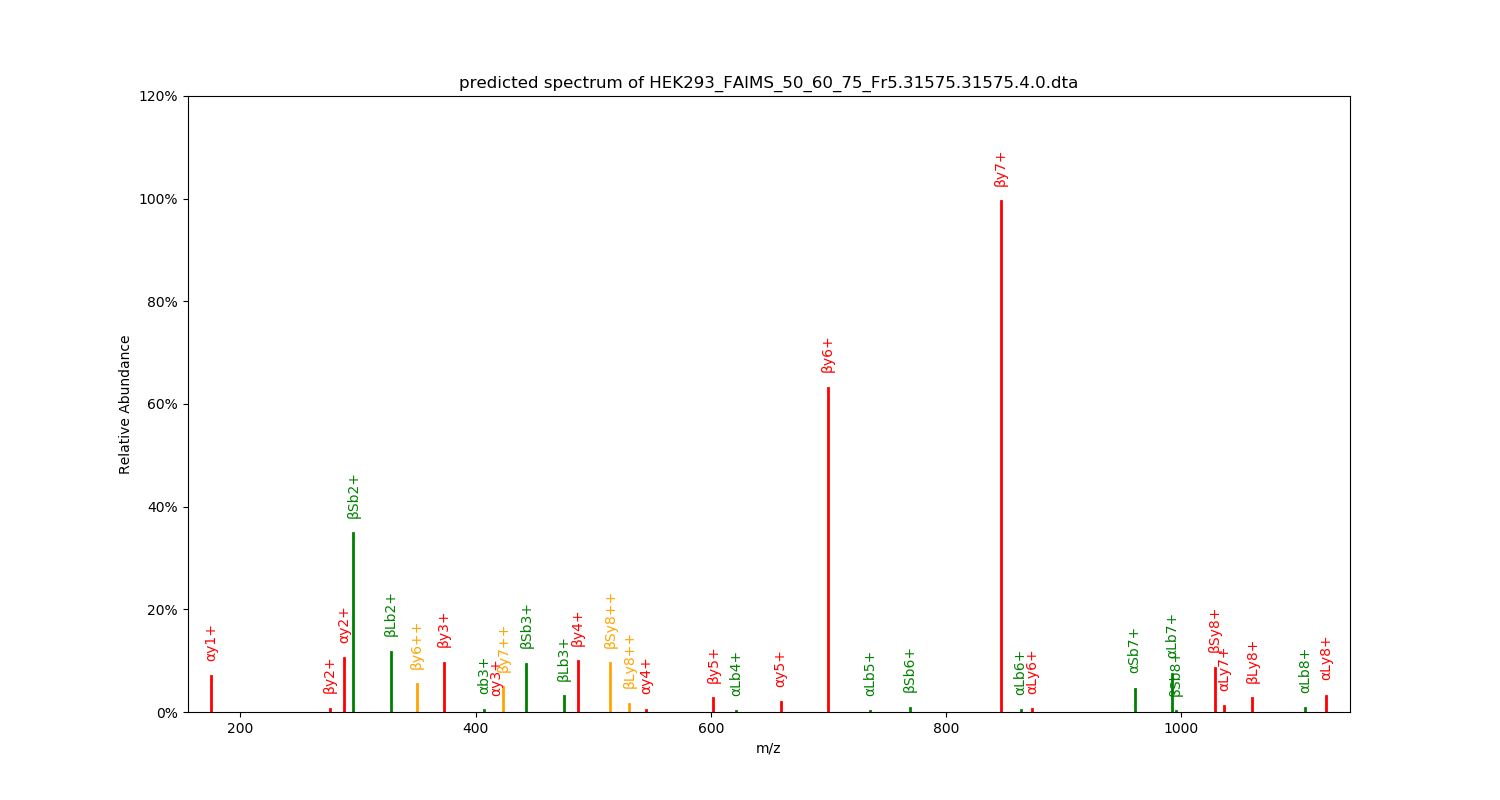 predicted spectrum of HEK293_FAIMS_50_60_75_Fr5.31575.31575.4.0.dta
120%
100%
80%
60%
40%
20%
0%
Relative Abundance
200
400
600
800
1000
m/z
αy1+
βy2+
αy2+
βSb2+
βLb2+
βy6++
βy3+
αb3+
αy3+
βy7++
βSb3+
βLb3+
βy4+
βSy8++
βLy8++
αy4+
βy5+
αLb4+
αy5+
βy6+
αLb5+
βSb6+
βy7+
αLb6+
αLy6+
αSb7+
αLb7+
βSb8+
βSy8+
αLy7+
βLy8+
αLb8+
αLy8+